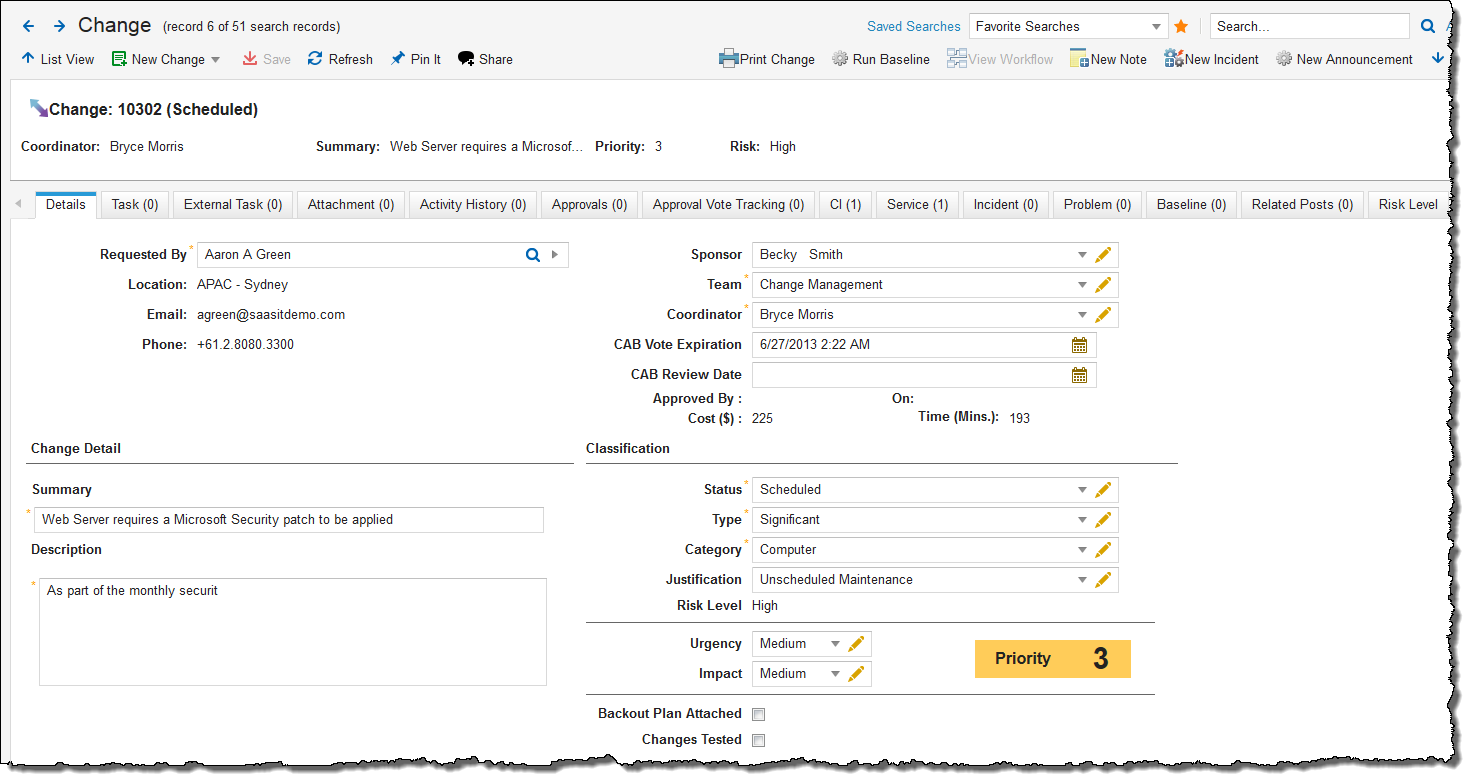 Change (record 6 of 51 search records) Saved Searches Favorite Searches Search...
List View New Change Save Refresh Pin It Share Print Change Run Baseline View Workflow New Note New Incident New Announcement
Change: 10302 (Scheduled)
Coordinator: Bryce Morris Summary: Web Server requires a Microsof... Priority: 3 Risk: High
Details Task (0) External Task (0) Attachment (0) Activity History (0) Approvals (0) Approval Vote Tracking (0) CI (1) Service (1) Incident (0) Problem (0) Baseline (0) Related Posts (0) Risk Level
Requested By * Aaron A Green Sponsor Becky Smith
Location: APAC - Sydney Team * Change Management
Email: agreen@saasitdemo.com Coordinator * Bryce Morris
Phone: +61.2.8080.3300 CAB Vote Expiration 6/27/2013 2:22 AM
CAB Review Date
Approved By : On:
Cost ($) : 225 Time (Mins.): 193
Change Detail Classification
Summary Status * Scheduled
* Web Server requires a Microsoft Security patch to be applied Type * Significant
Description Category * Computer
* As part of the monthly securit Justification Unscheduled Maintenance
Risk Level High
Urgency Medium Priority 3
Impact Medium
Backout Plan Attached
Changes Tested